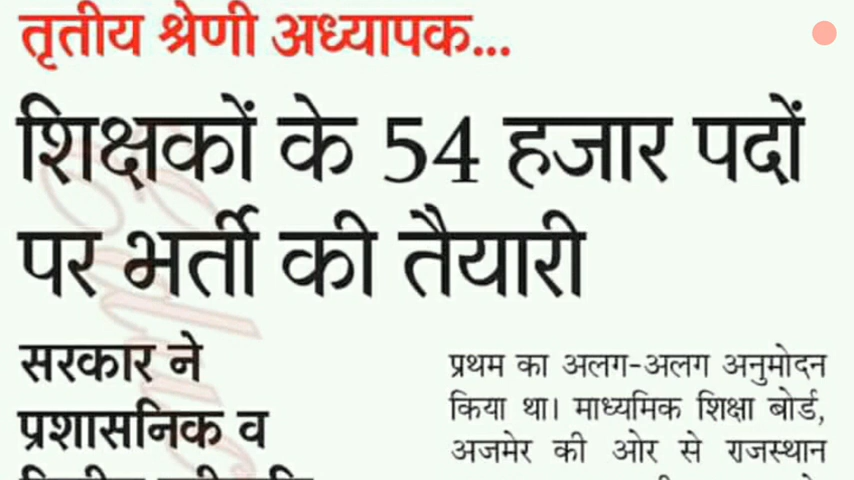 तृतीय श्रेणी अध्यापक...
शिक्षकों के 54 हजार पदों
पर भर्ती की तैयारी
सरकार ने
प्रशासनिक व
प्रथम का अलग-अलग अनुमोदन
किया था। माध्यमिक शिक्षा बोर्ड,
अजमेर की ओर से राजस्थान